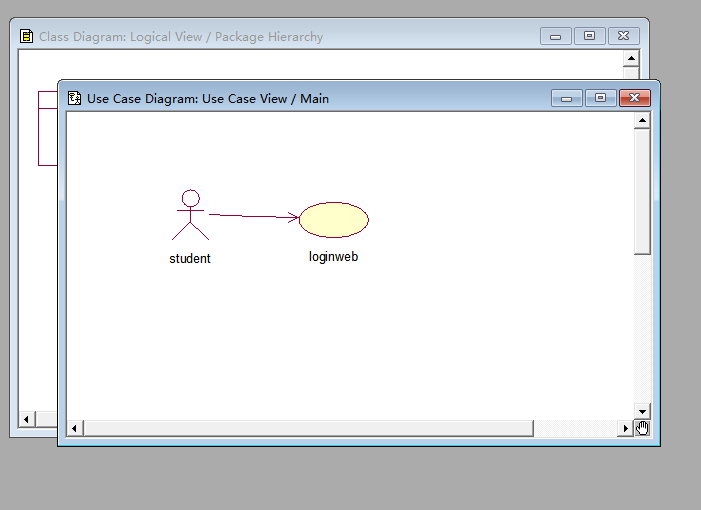 Class Diagram: Logical View / Package Hierarchy
Use Case Diagram: Use Case View / Main
student
loginweb